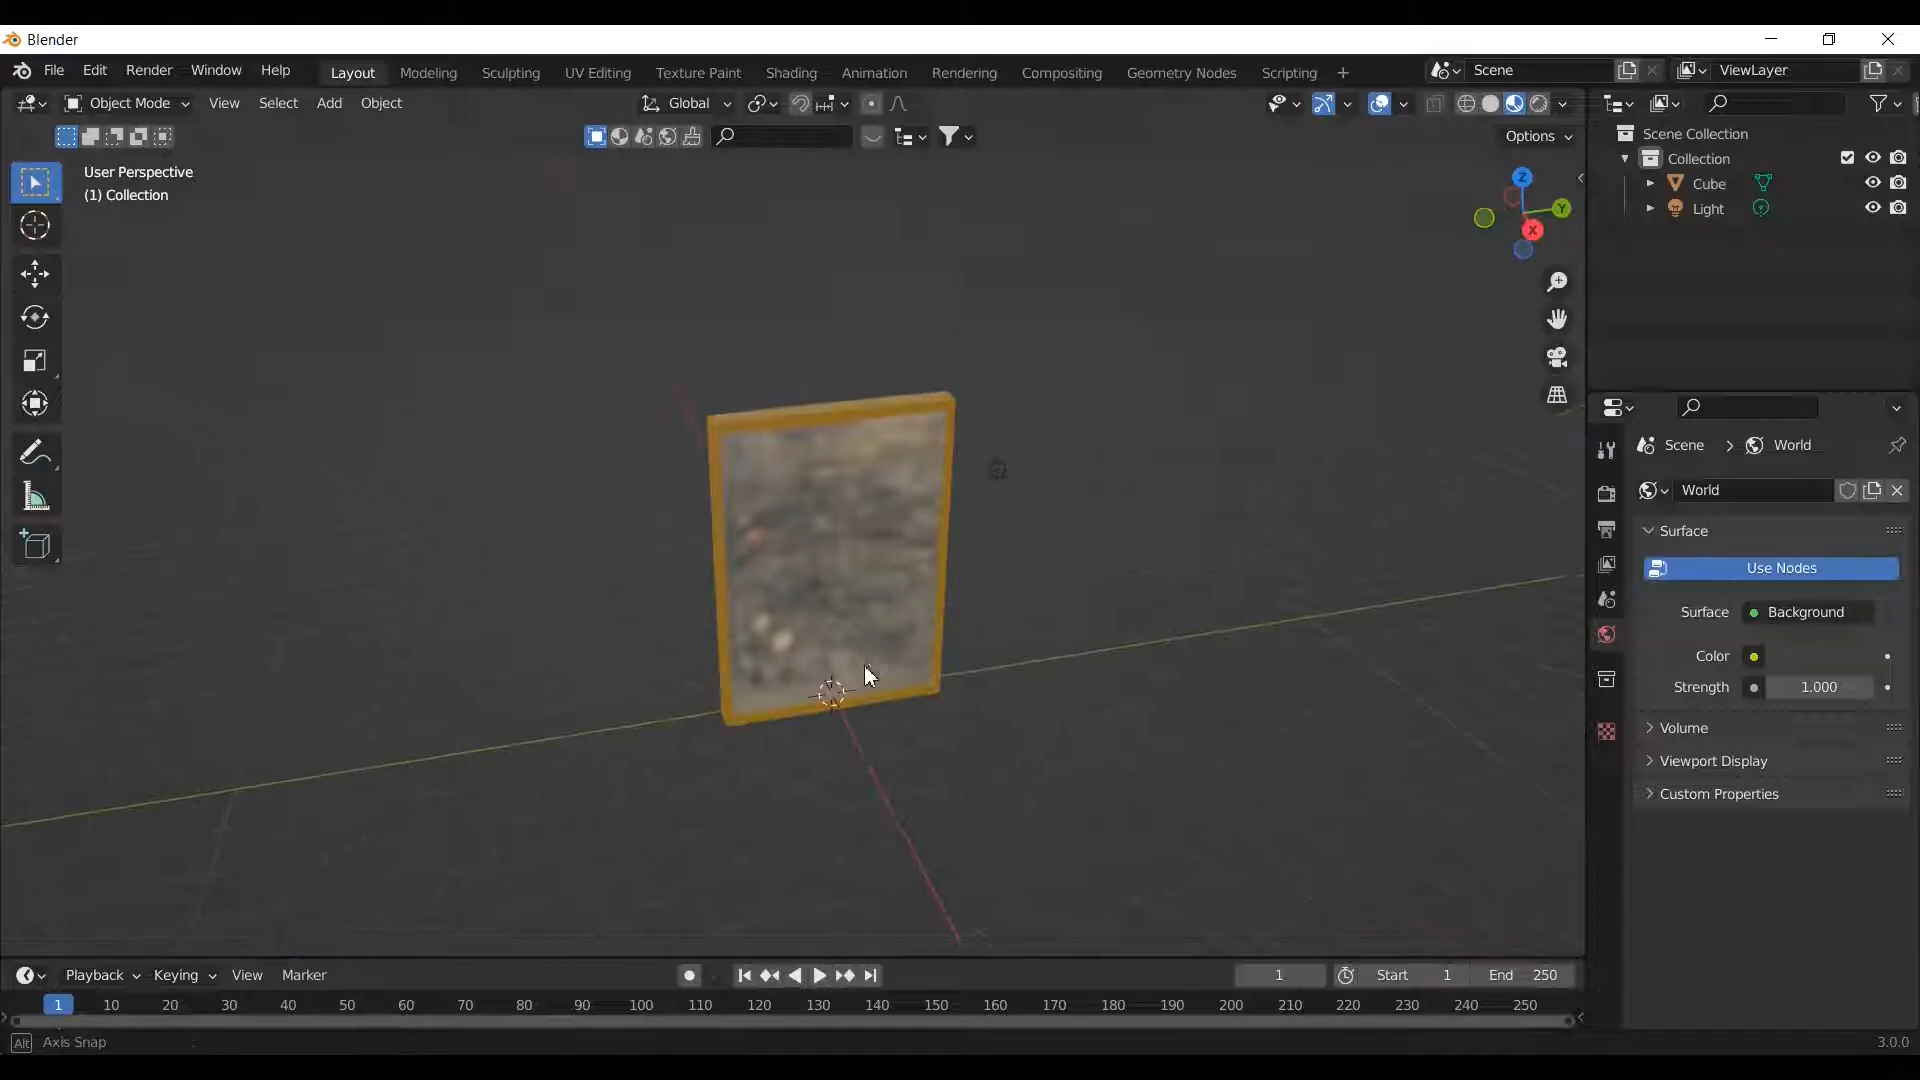 Blender
File Edit Render Window Help Layout Modeling Sculpting UV Editing Texture Paint Shading Animation Rendering Compositing Geometry Nodes Scripting + Scene ViewLayer
Object Mode View Select Add Object Global
Options
User Perspective
(1) Collection
Z
Y
X
Scene Collection
Collection
Cube
Light
Scene > World
World
Surface
Use Nodes
Surface Background
Color
Strength 1.000
Volume
Viewport Display
Custom Properties
Playback Keying View Marker 1 Start 1 End 250
1 10 20 30 40 50 60 70 80 90 100 110 120 130 140 150 160 170 180 190 200 210 220 230 240 250
Alt Axis Snap 3.0.0